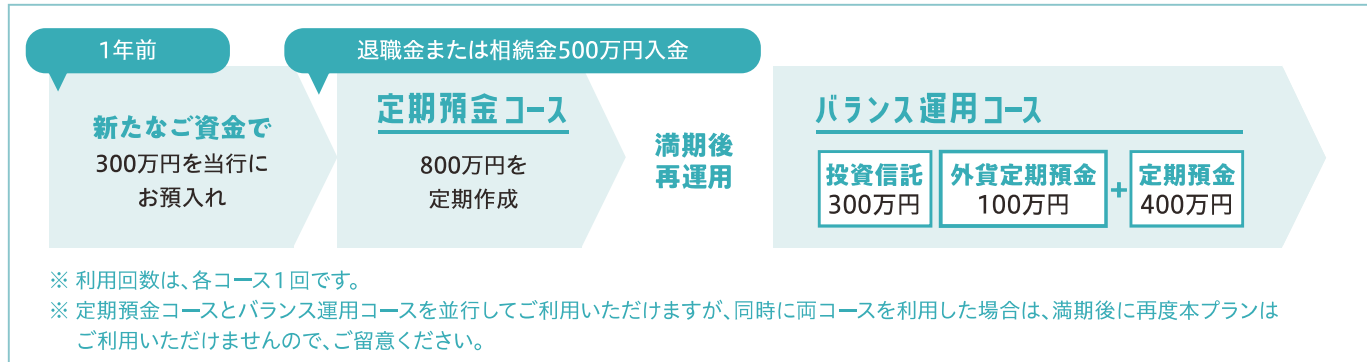 1年前
新たなご資金で
300万円を当行に
お預入れ
退職金または相続金500万円入金
定期預金コース
800万円を
定期作成
満期後
再運用
バランス運用コース
投資信託
300万円
外貨定期預金
100万円
+
定期預金
400万円
※ 利用回数は、各コース1回です。
※ 定期預金コースとバランス運用コースを並行してご利用いただけますが、同時に両コースを利用した場合は、満期後に再度本プランは
ご利用いただけませんので、ご留意ください。